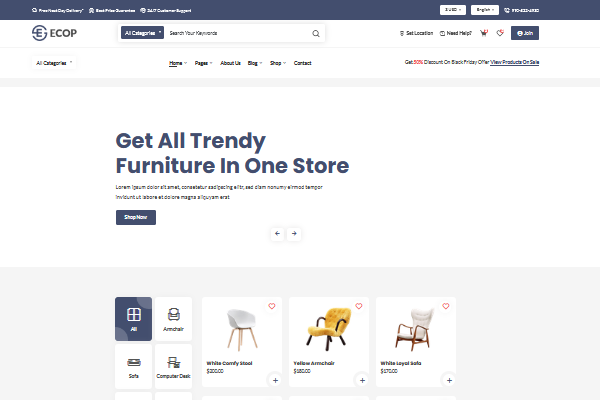 Free Next Day Delivery*
Best Price Guarantee
24/7 Customer Support
$ USD
English
910-832-6930
ECOP
All Categories
Search Your Keywords
Set Location
Need Help?
Join
All Categories
Home
Pages
About Us
Blog
Shop
Contact
Get 50% Discount On Black Friday Offer View Products On Sale
Get All Trendy
Furniture In One Store
Lorem ipsum dolor sit amet, consetetur sadipscing elitr, sed diam nonumy eirmod tempor
invidunt ut labore et dolore magna aliquyam erat
Shop Now
All
Armchair
Sofa
Computer Desk
White Comfy Stool
$200.00
Yellow Armchair
$180.00
White Loyal Sofa
$170.00